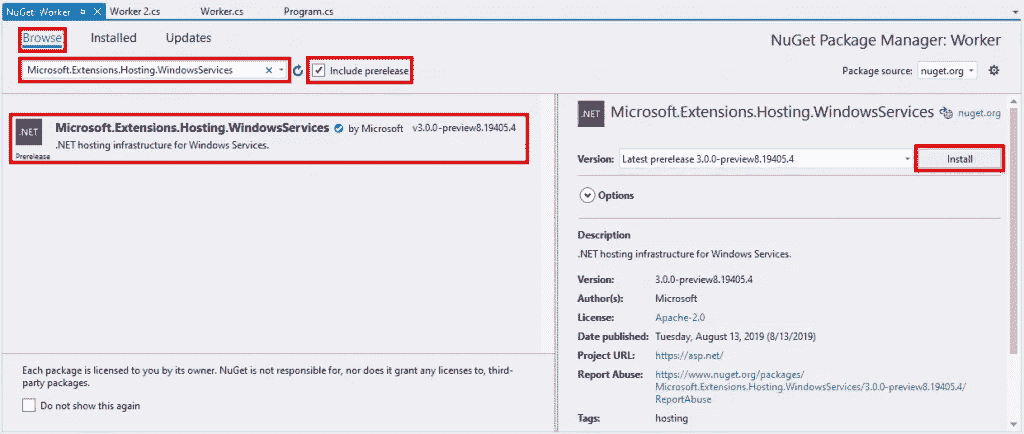 NuGet: Worker
Worker 2.cs
Worker.cs
Program.cs
Browse
Installed
Updates
NuGet Package Manager: Worker
Microsoft.Extensions.Hosting.WindowsServices
Include prerelease
Package source: nuget.org
.NET
Prerelease
Microsoft.Extensions.Hosting.WindowsServices by Microsoft v3.0.0-preview8.19405.4
.NET hosting infrastructure for Windows Services.
Each package is licensed to you by its owner. NuGet is not responsible for, nor does it grant any licenses to, third-
party packages.
Do not show this again
.NET
Microsoft.Extensions.Hosting.WindowsServices nuget.org
Version: Latest prerelease 3.0.0-preview8.19405.4 Install
Options
Description
.NET hosting infrastructure for Windows Services.
Version: 3.0.0-preview8.19405.4
Author(s): Microsoft
License: Apache-2.0
Date published: Tuesday, August 13, 2019 (8/13/2019)
Project URL: https://asp.net/
Report Abuse: https://www.nuget.org/packages/
Microsoft.Extensions.Hosting.WindowsServices/3.0.0-preview8.19405.4/
ReportAbuse
Tags: hosting